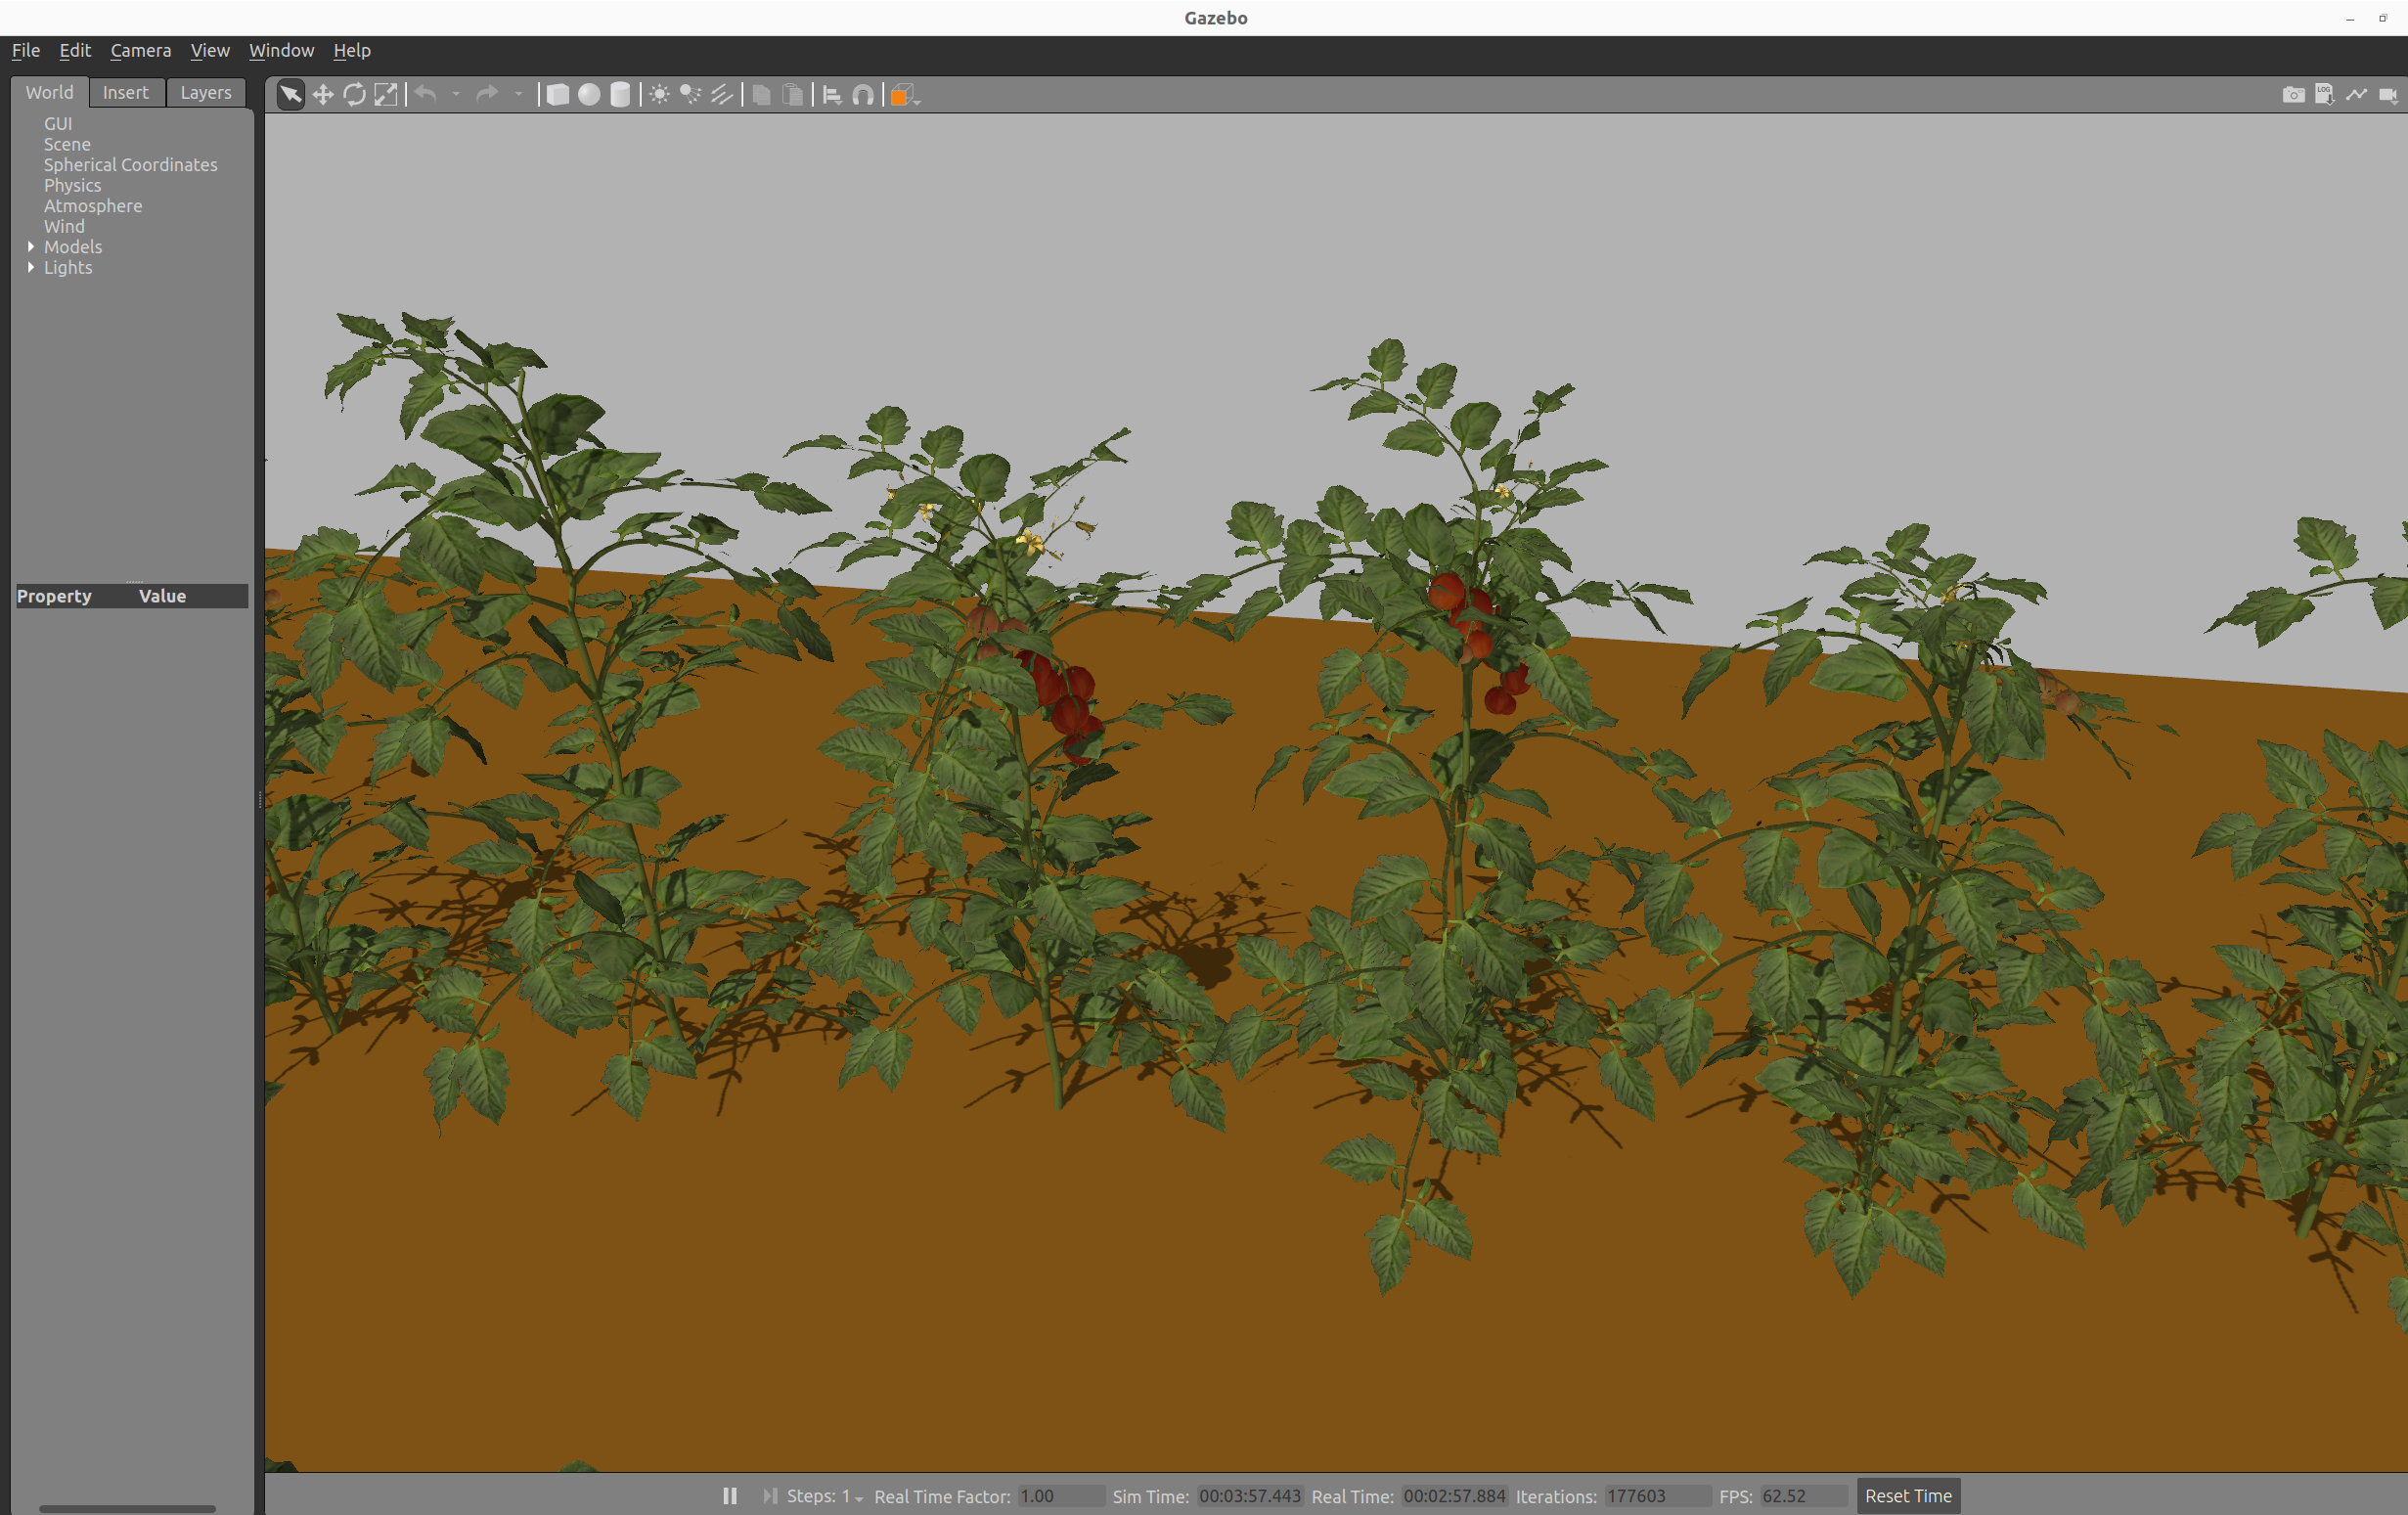 Gazebo
File Edit Camera View Window Help
World Insert Layers
GUI
Scene
Spherical Coordinates
Physics
Atmosphere
Wind
Models
Lights
Property Value
LOG
Steps: 1 Real Time Factor: 1.00 Sim Time: 00:03:57.443 Real Time: 00:02:57.884 Iterations: 177603 FPS: 62.52 Reset Time